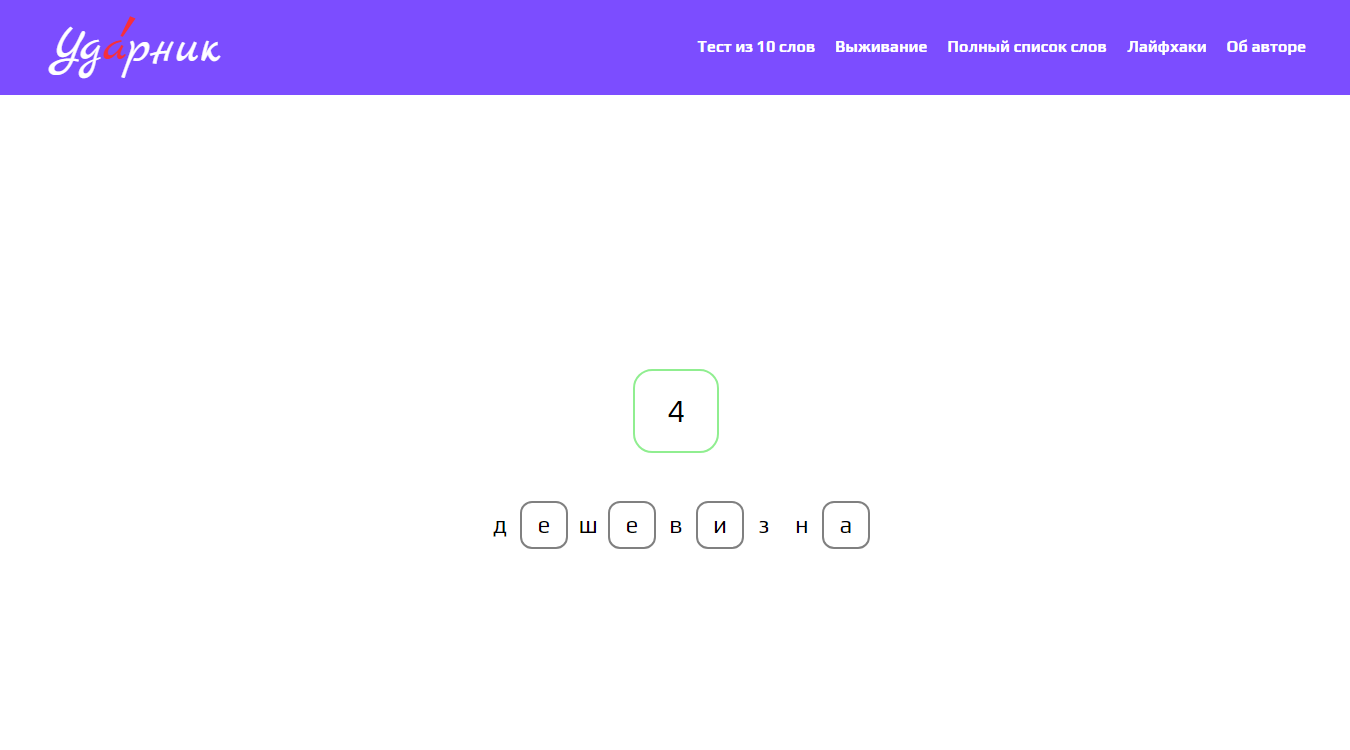 Ударник
Тест из 10 слов Выживание Полный список слов Лайфхаки Об авторе
4
д е ш е в и з н а